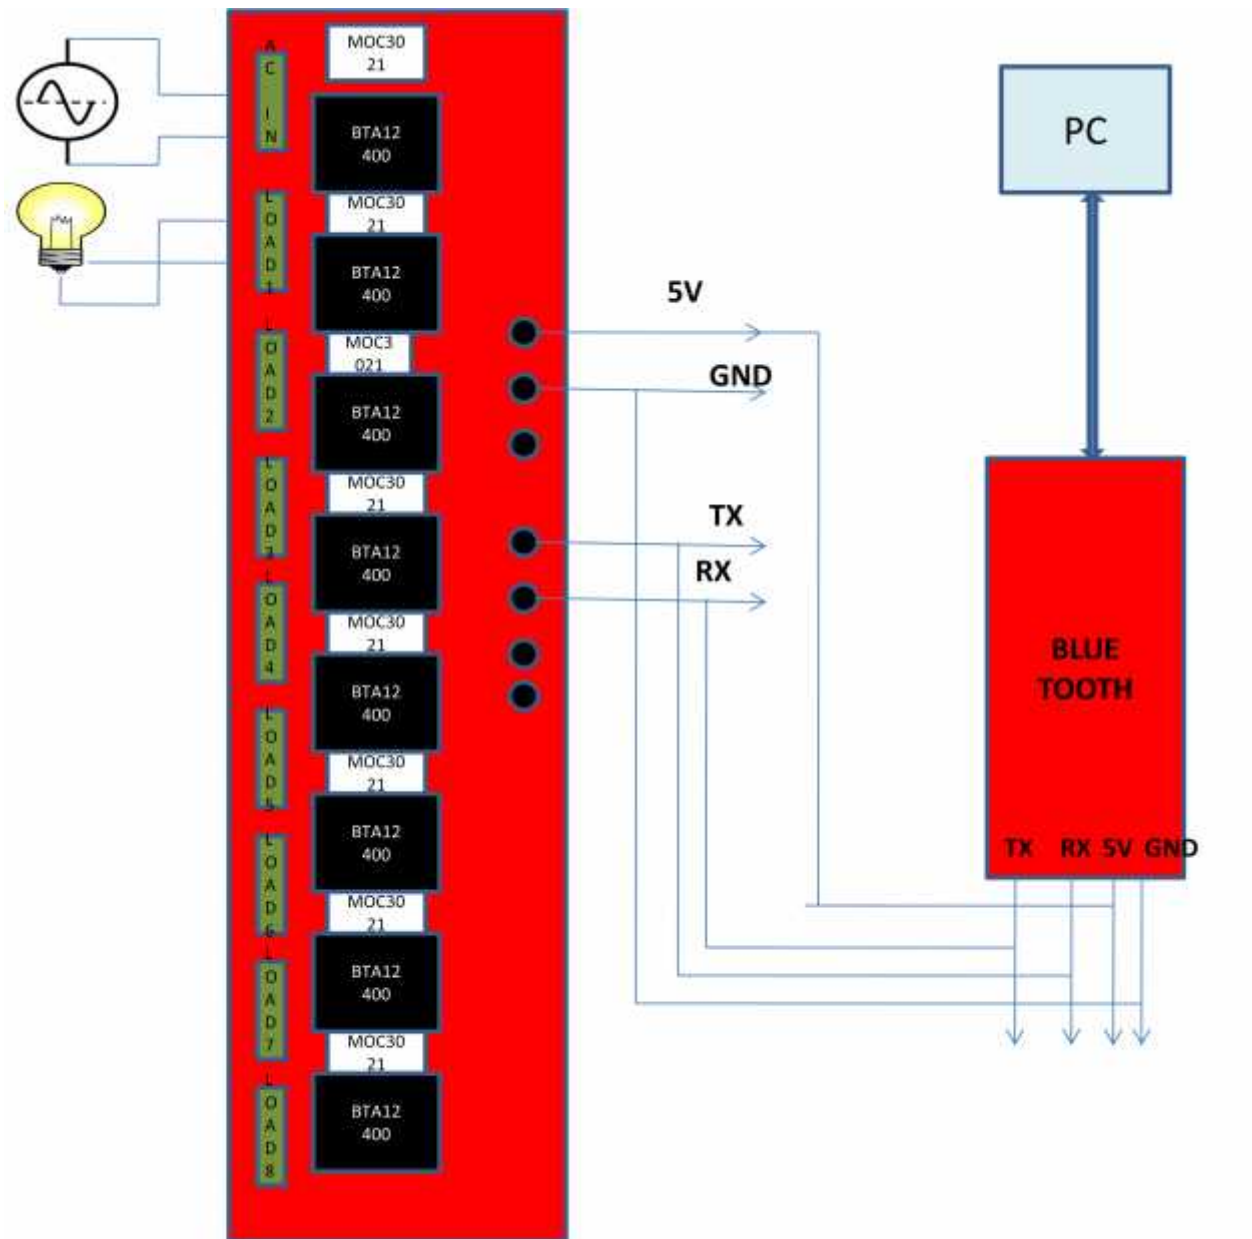 AC IN
MOC30
21
BTA12
400
LOAD1
MOC30
21
BTA12
400
LOAD2
MOC3
021
BTA12
400
LOAD3
MOC30
21
BTA12
400
LOAD4
MOC30
21
BTA12
400
LOAD5
MOC30
21
BTA12
400
LOAD6
MOC30
21
BTA12
400
LOAD7
MOC30
21
BTA12
400
LOAD8
5V
GND
TX
RX
PC
BLUE
TOOTH
TX RX 5V GND